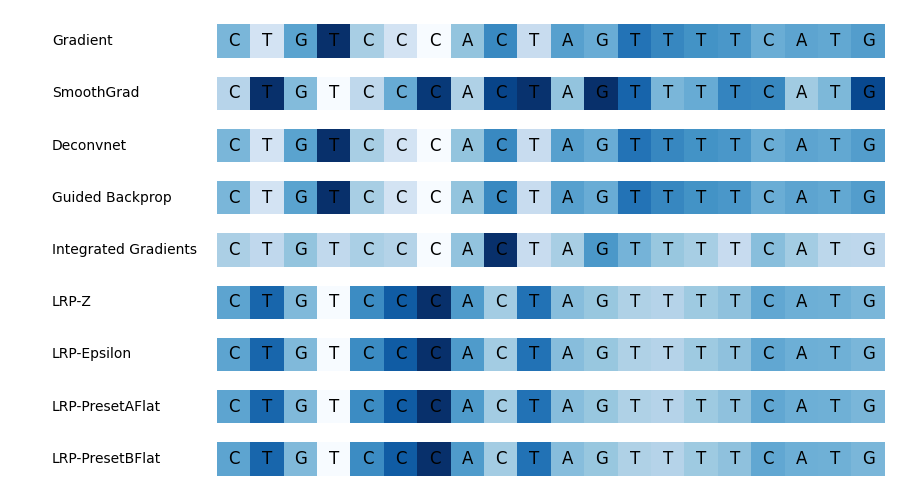 Gradient C T G T C C C A C T A G T T T T C A T G
SmoothGrad C T G T C C C A C T A G T T T T C A T G
Deconvnet C T G T C C C A C T A G T T T T C A T G
Guided Backprop C T G T C C C A C T A G T T T T C A T G
Integrated Gradients C T G T C C C A C T A G T T T T C A T G
LRP-Z C T G T C C C A C T A G T T T T C A T G
LRP-Epsilon C T G T C C C A C T A G T T T T C A T G
LRP-PresetAFlat C T G T C C C A C T A G T T T T C A T G
LRP-PresetBFlat C T G T C C C A C T A G T T T T C A T G